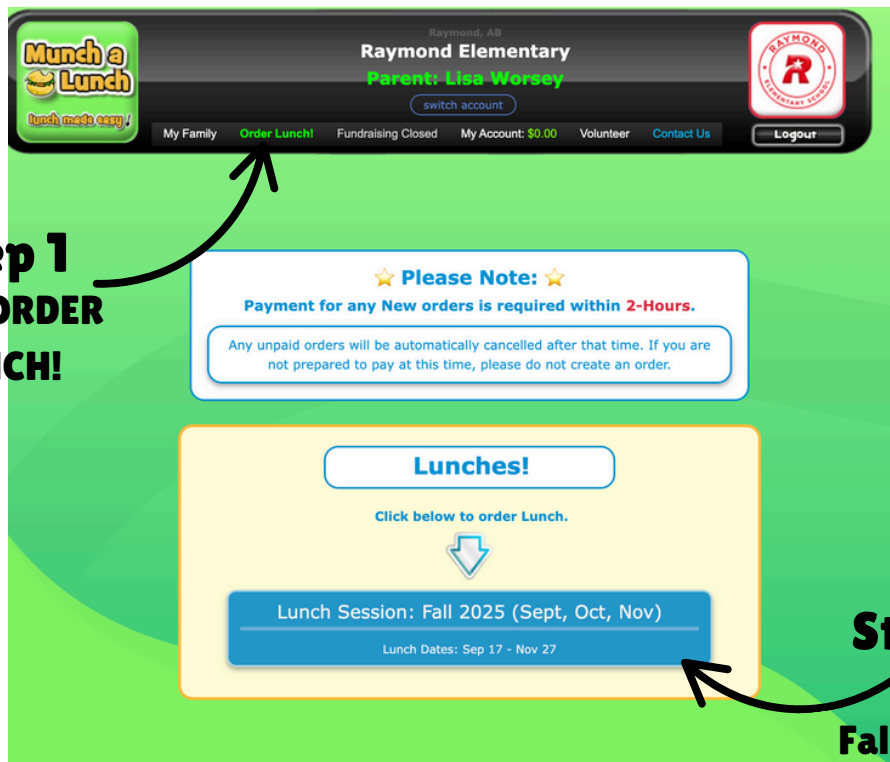 Munch a
Lunch
lunch made easy!
Raymond, AB
Raymond Elementary
Parent: Lisa Worsey
switch account
My Family Order Lunch! Fundraising Closed My Account: $0.00 Volunteer Contact Us
RAYMOND
R
ELEMENTARY SCHOOL
Logout
ep 1
ORDER
CH!
Please Note:
Payment for any New orders is required within 2-Hours.
Any unpaid orders will be automatically cancelled after that time. If you are
not prepared to pay at this time, please do not create an order.
Lunches!
Click below to order Lunch.
Lunch Session: Fall 2025 (Sept, Oct, Nov)
Lunch Dates: Sep 17 - Nov 27
St
Fal